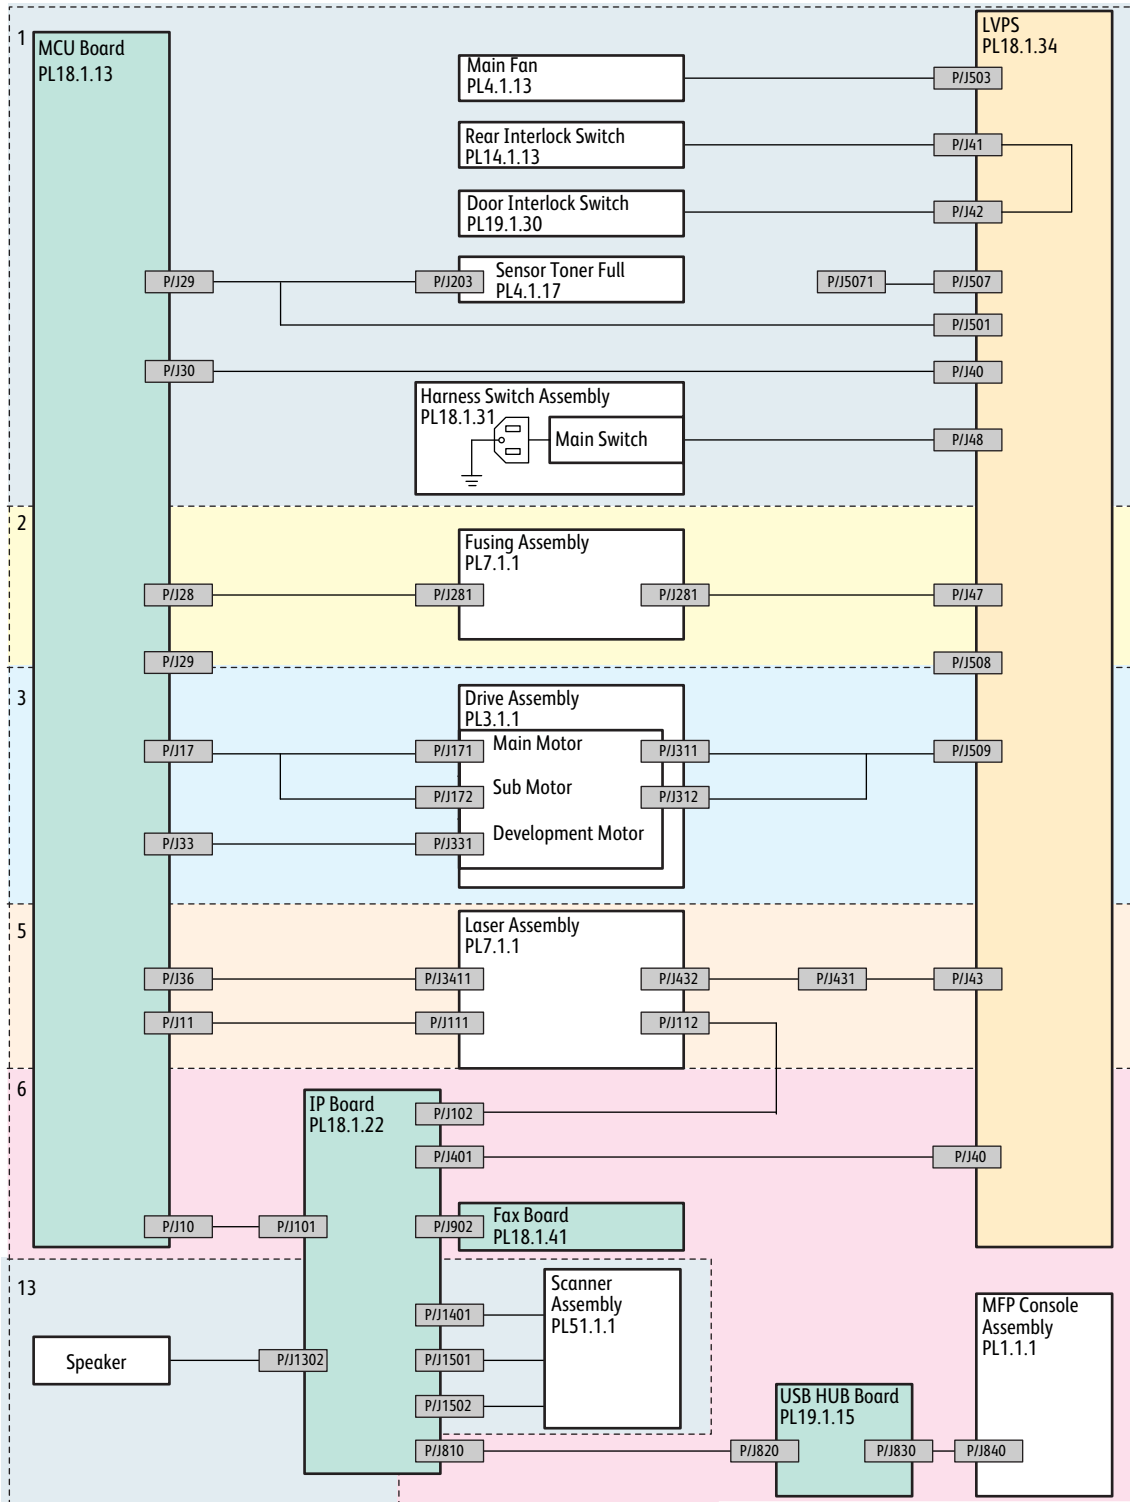 1
MCU Board
PL18.1.13
LVPS
PL18.1.34
Main Fan
PL4.1.13
P/J503
Rear Interlock Switch
PL14.1.13
P/J41
Door Interlock Switch
PL19.1.30
P/J42
P/J29
P/J203
Sensor Toner Full
PL4.1.17
P/J5071
P/J507
P/J501
P/J30
P/J40
Harness Switch Assembly
PL18.1.31
Main Switch
P/J48
2
Fusing Assembly
PL7.1.1
P/J28
P/J281
P/J281
P/J47
P/J29
P/J508
3
Drive Assembly
PL3.1.1
P/J17
P/J171
Main Motor
P/J311
P/J509
P/J172
Sub Motor
P/J312
P/J33
P/J331
Development Motor
5
Laser Assembly
PL7.1.1
P/J36
P/J3411
P/J432
P/J431
P/J43
P/J11
P/J111
P/J112
6
IP Board
PL18.1.22
P/J102
P/J401
P/J40
P/J10
P/J101
P/J902
Fax Board
PL18.1.41
13
Scanner
Assembly
PL51.1.1
P/J1401
MFP Console
Assembly
PL1.1.1
Speaker
P/J1302
P/J1501
P/J1502
USB HUB Board
PL19.1.15
P/J810
P/J820
P/J830
P/J840